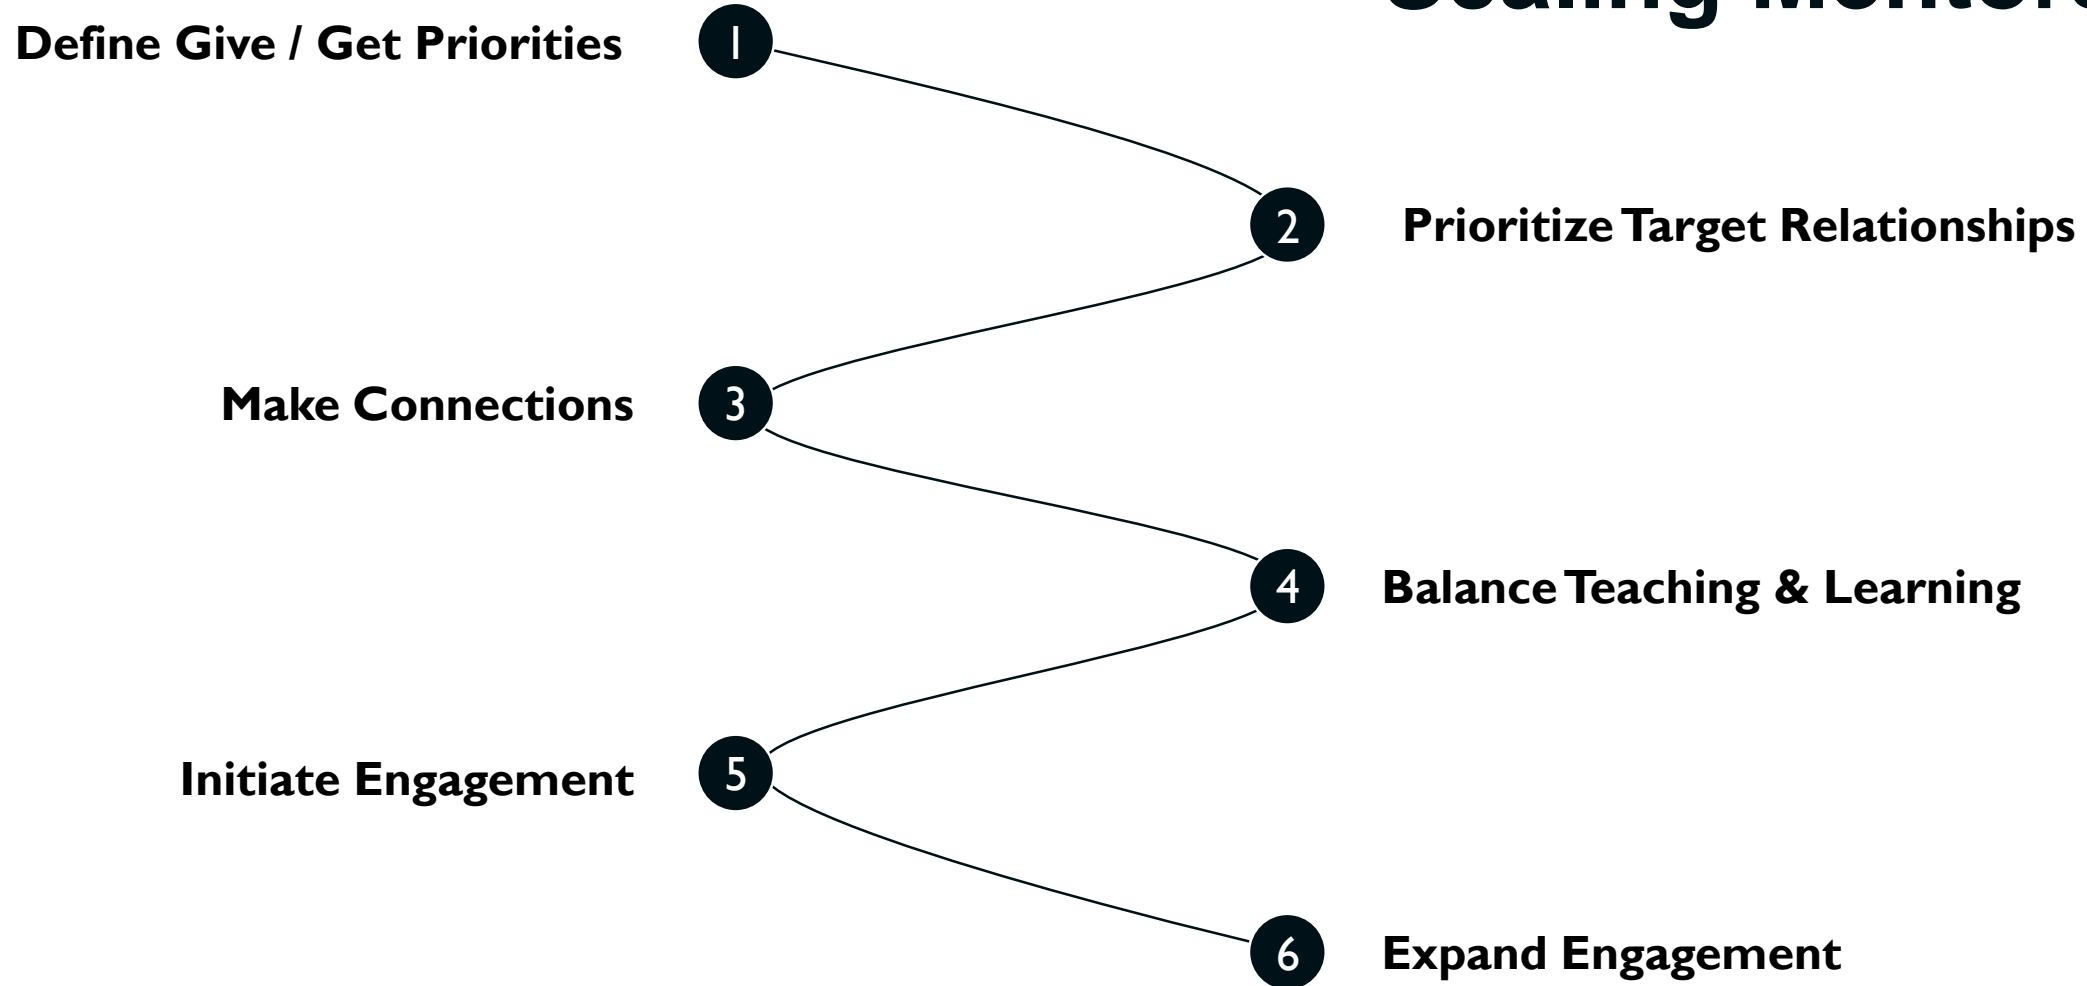 Scaling
Define Give / Get Priorities 1
2 Prioritize Target Relationships
Make Connections 3
4 Balance Teaching & Learning
Initiate Engagement 5
6 Expand Engagement